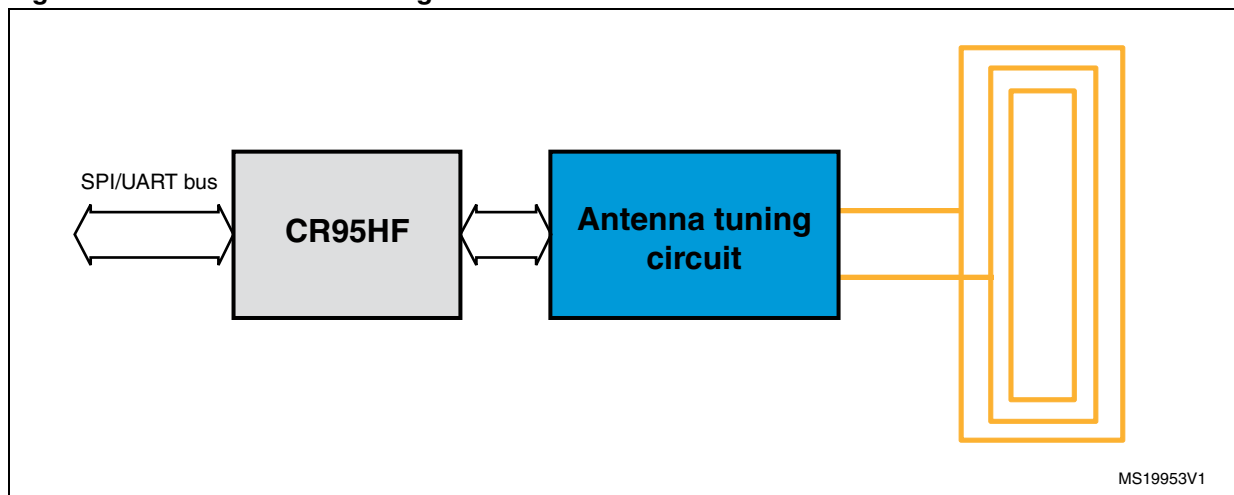 SPI/UART bus
CR95HF
Antenna tuning
circuit
MS19953V1